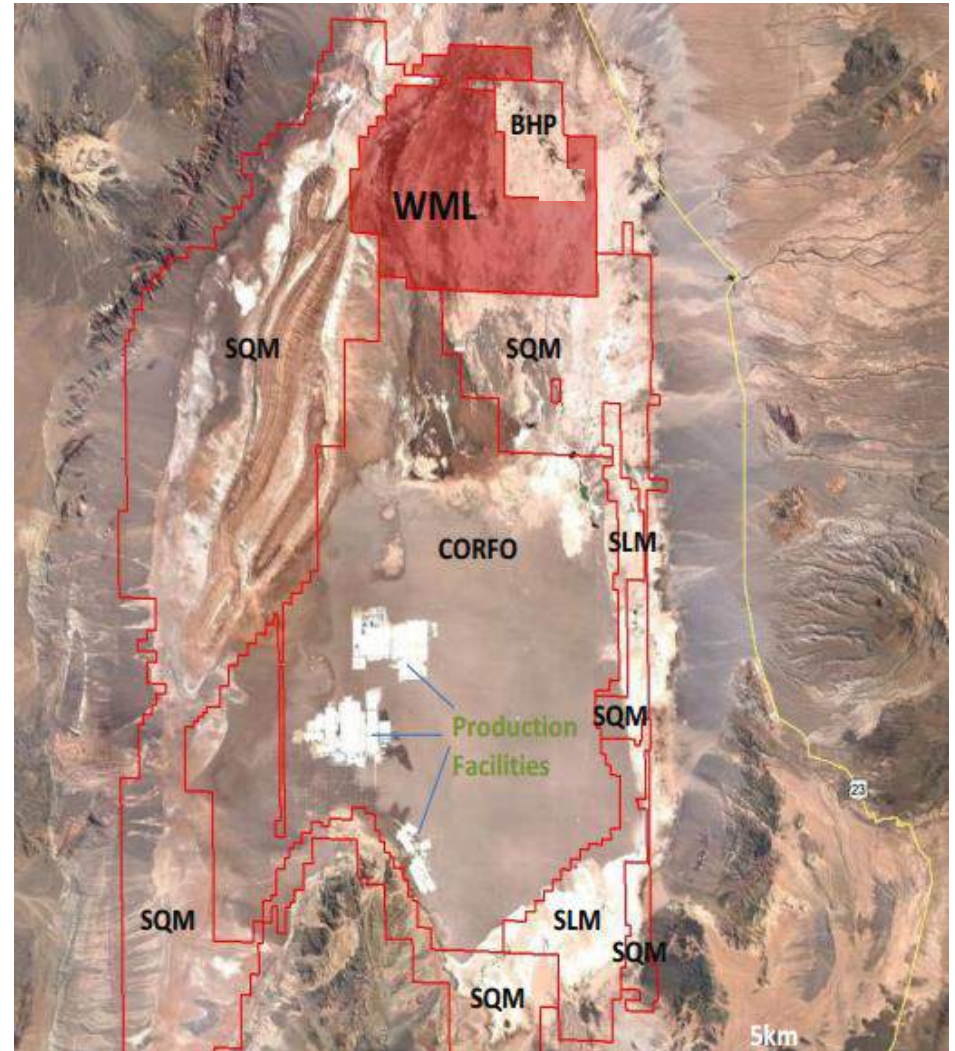 BHP
WML
SQM
SQM
CORFO
SLM
SQM
Production
Facilities
23
SQM
SLM
SQM
SQM
5km